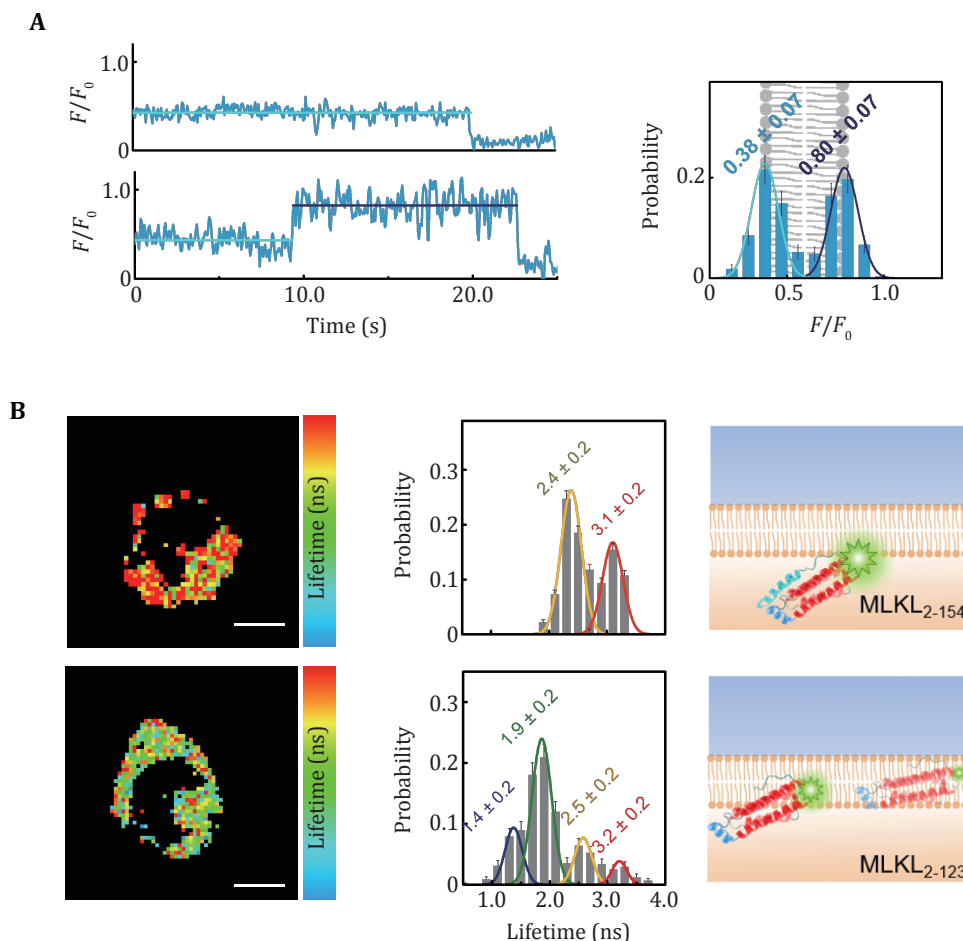 A
1.0
F/F0
0
1.0
F/F0
0
0
10.0
20.0
Time (s)
0.38 ± 0.07
0.80 ± 0.07
Probability
0.2
0
0
0.5
1.0
F/F0
B
Lifetime (ns)
Probability
0.3
0.2
0.1
0
2.4 ± 0.2
3.1 ± 0.2
MLKL2-154
Lifetime (ns)
Probability
0.3
0.2
0.1
0
1.4 ± 0.2
1.9 ± 0.2
2.5 ± 0.2
3.2 ± 0.2
1.0
2.0
3.0
4.0
Lifetime (ns)
MLKL2-123